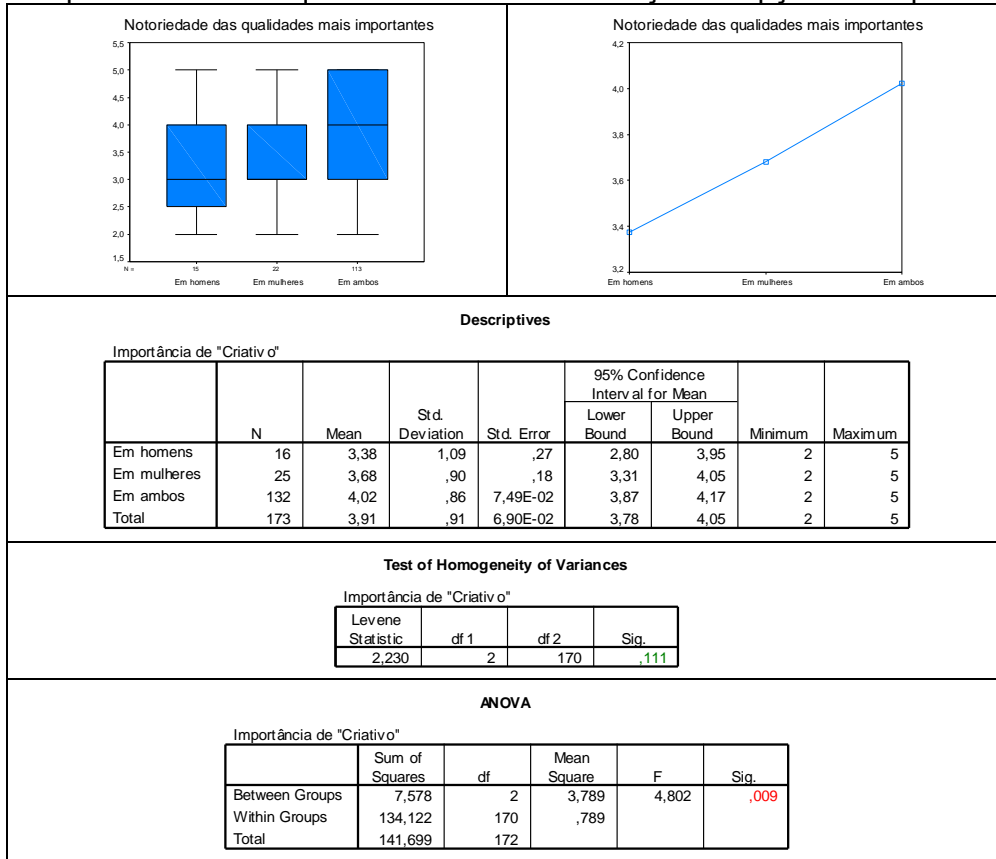 Notoriedade das qualidades mais importantes
5,5
5,0
4,5
4,0
3,5
3,0
2,5
2,0
1,5
N = 15 22 113
Em homens Em mulheres Em ambos
Notoriedade das qualidades mais importantes
4,2
4,0
3,8
3,6
3,4
3,2
Em homens Em mulheres Em ambos
Descriptives
Importância de "Criativo"
95% Confidence
Interval for Mean
Std. Lower Upper
N Mean Deviation Std. Error Bound Bound Minimum Maximum
Em homens 16 3,38 1,09 ,27 2,80 3,95 2 5
Em mulheres 25 3,68 ,90 ,18 3,31 4,05 2 5
Em ambos 132 4,02 ,86 7,49E-02 3,87 4,17 2 5
Total 173 3,91 ,91 6,90E-02 3,78 4,05 2 5
Test of Homogeneity of Variances
Importância de "Criativo"
Levene
Statistic df1 df2 Sig.
2,230 2 170 ,111
ANOVA
Importância de "Criativo"
Sum of Mean
Squares df Square F Sig.
Between Groups 7,578 2 3,789 4,802 ,009
Within Groups 134,122 170 ,789
Total 141,699 172